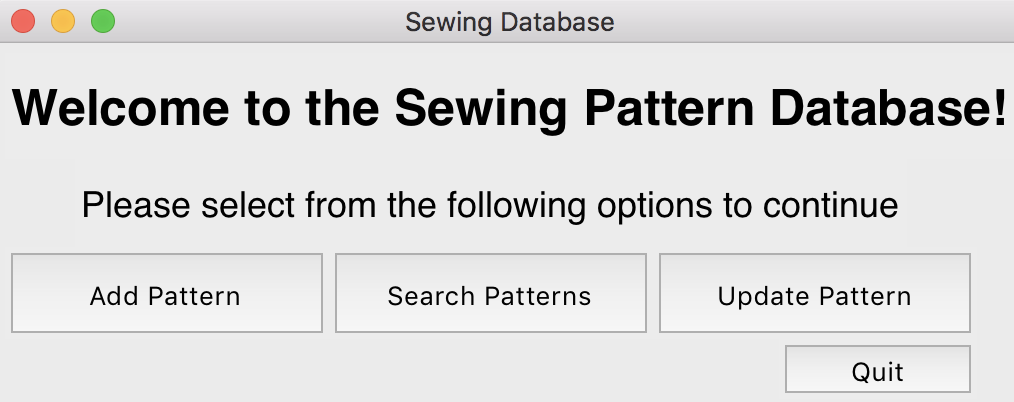 Sewing Database
Welcome to the Sewing Pattern Database!
Please select from the following options to continue
Add Pattern
Search Patterns
Update Pattern
Quit